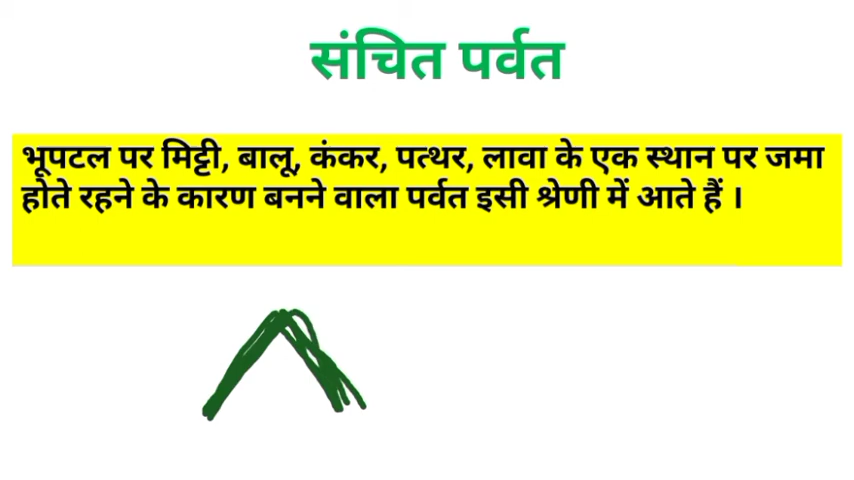 संचित पर्वत
भूपटल पर मिट्टी, बालू, कंकर, पत्थर, लावा के एक स्थान पर जमा
होते रहने के कारण बनने वाला पर्वत इसी श्रेणी में आते हैं ।